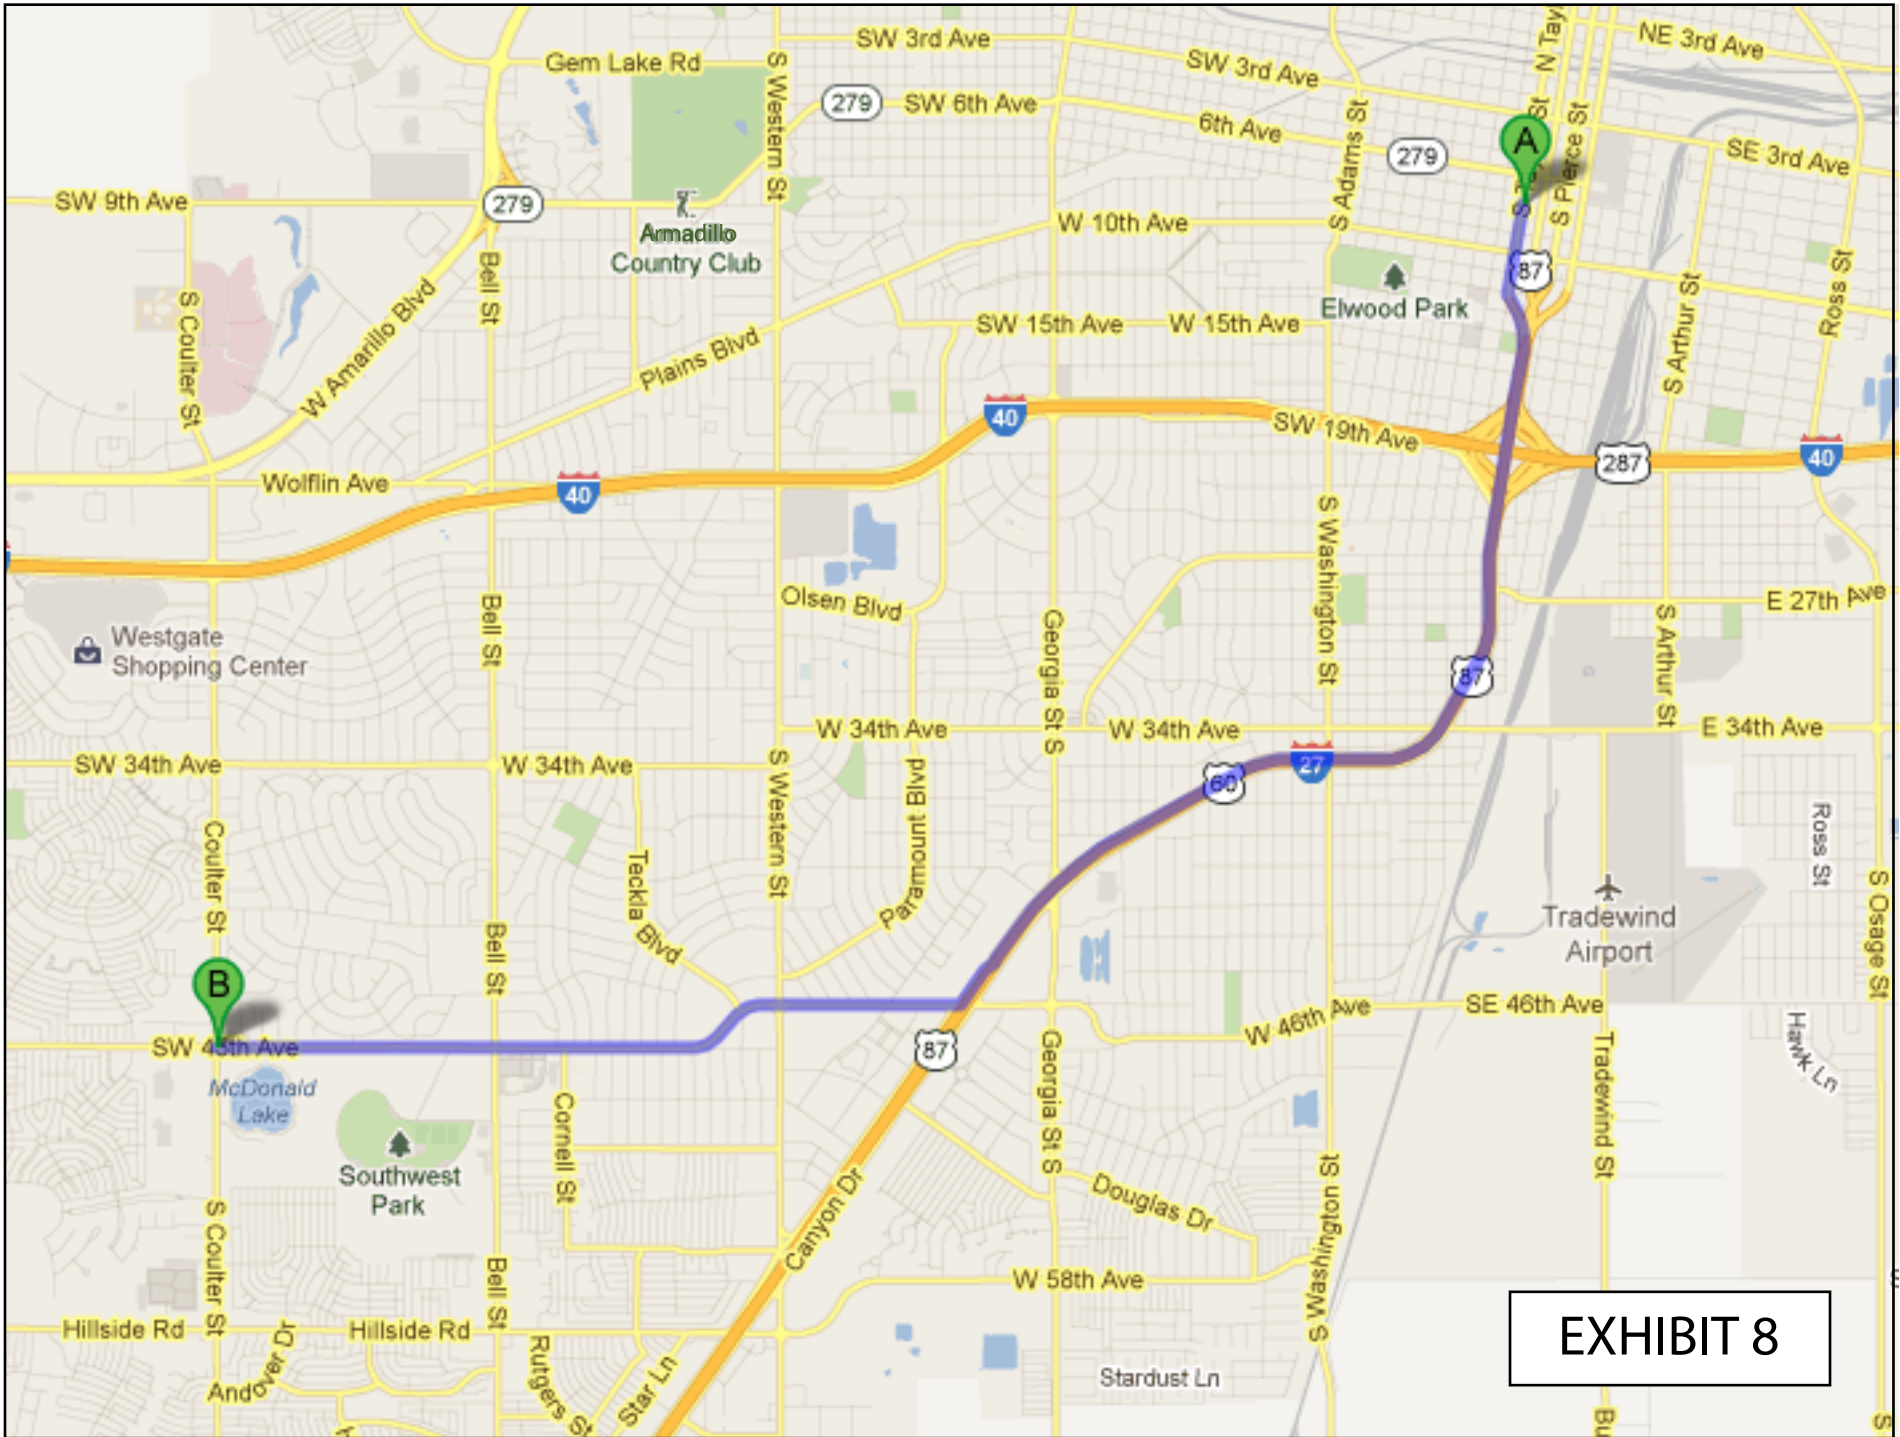 SW 3rd Ave
NE 3rd Ave
Gem Lake Rd
SW 3rd Ave
N Tayl
S Western St
279
SW 6th Ave
6th Ave
S Adams St
279
A
S Pierce St
SE 3rd Ave
SW 9th Ave
279
Armadillo
Country Club
W 10th Ave
87
Elwood Park
Bell St
S Coulter St
W Amarillo Blvd
Plains Blvd
SW 15th Ave
W 15th Ave
S Arthur St
Ross St
40
SW 19th Ave
287
40
Wolflin Ave
40
S Washington St
Olsen Blvd
E 27th Ave
Westgate
Shopping Center
Bell St
Georgia St S
S Arthur St
87
W 34th Ave
W 34th Ave
E 34th Ave
SW 34th Ave
W 34th Ave
S Western St
Paramount Blvd
60
27
Ross St
Coulter St
Teckla Blvd
Bell St
Tradewind
Airport
S Osage St
B
SW 45th Ave
W 46th Ave
SE 46th Ave
87
McDonald
Lake
Cornell St
Georgia St S
Tradewind St
Hawk Ln
Southwest
Park
Douglas Dr
S Washington St
S Coulter St
Bell St
Canyon Dr
W 58th Ave
Hillside Rd
Hillside Rd
Andover Dr
Rutgers St
Star Ln
Stardust Ln
EXHIBIT 8
Bu
S